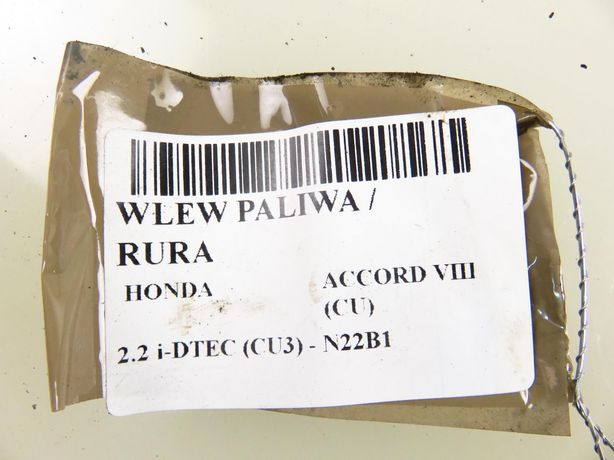 WLEW PALIWA /
RURA
HONDA ACCORD VIII
(CU)
2.2 i-DTEC (CU3) - N22B1